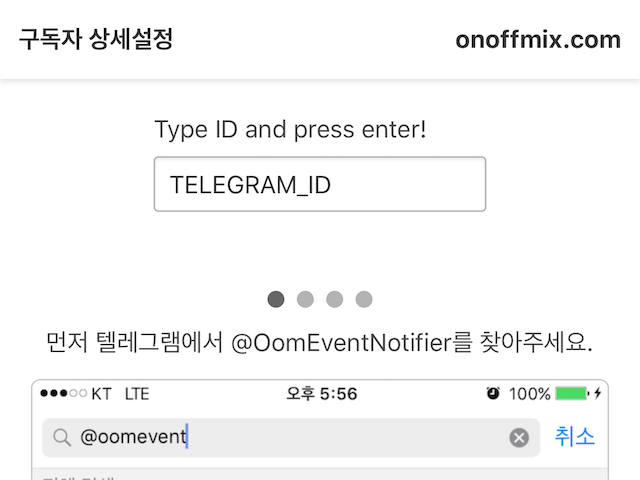 구독자 상세설정 onoffmix.com
Type ID and press enter!
TELEGRAM_ID
먼저 텔레그램에서 @OomEventNotifier를 찾아주세요.
KT LTE 오후 5:56 100%
@oomevent 취소